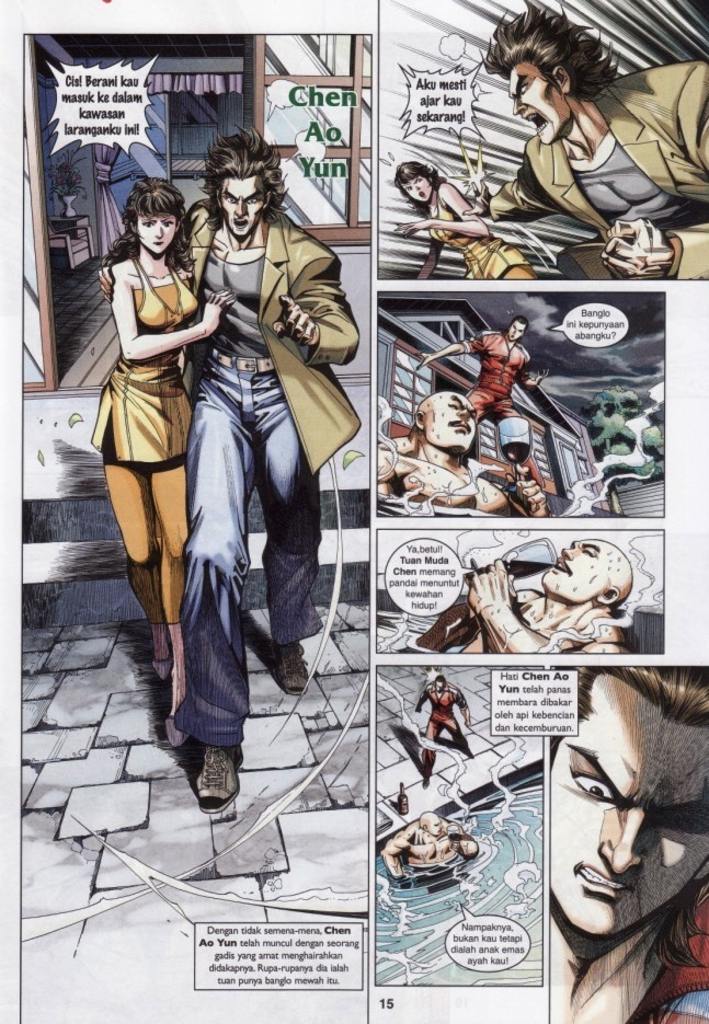 Cis! Berani kau
masuk ke dalam
kawasan
laranganku ini!
Chen
Ao
Yun
Dengan tidak semena-mena, Chen
Ao Yun telah muncul dengan seorang
gadis yang amat menghairahkan
didakapnya. Rupa-rupanya dia ialah
tuan punya banglo mewah itu.
Aku mesti
ajar kau
sekarang!
Banglo
ini kepunyaan
abangku?
Ya,betul!
Tuan Muda
Chen memang
pandai menuntut
kewahan
hidup!
Hati Chen Ao
Yun telah panas
membara dibakar
oleh api kebencian
dan kecemburuan.
Nampaknya,
bukan kau tetapi
dialah anak emas
ayah kau!
15